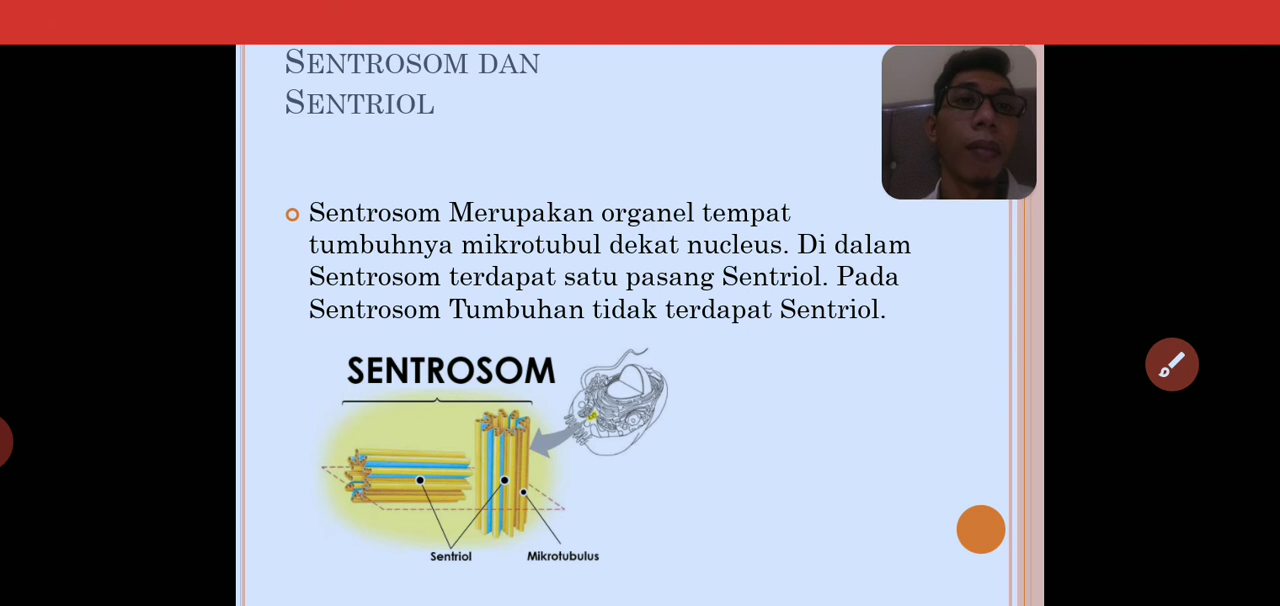 SENTROSOM DAN
SENTRIOL
Sentrosom Merupakan organel tempat
tumbuhnya mikrotubul dekat nucleus. Di dalam
Sentrosom terdapat satu pasang Sentriol. Pada
Sentrosom Tumbuhan tidak terdapat Sentriol.
SENTROSOM
Sentriol
Mikrotubulus